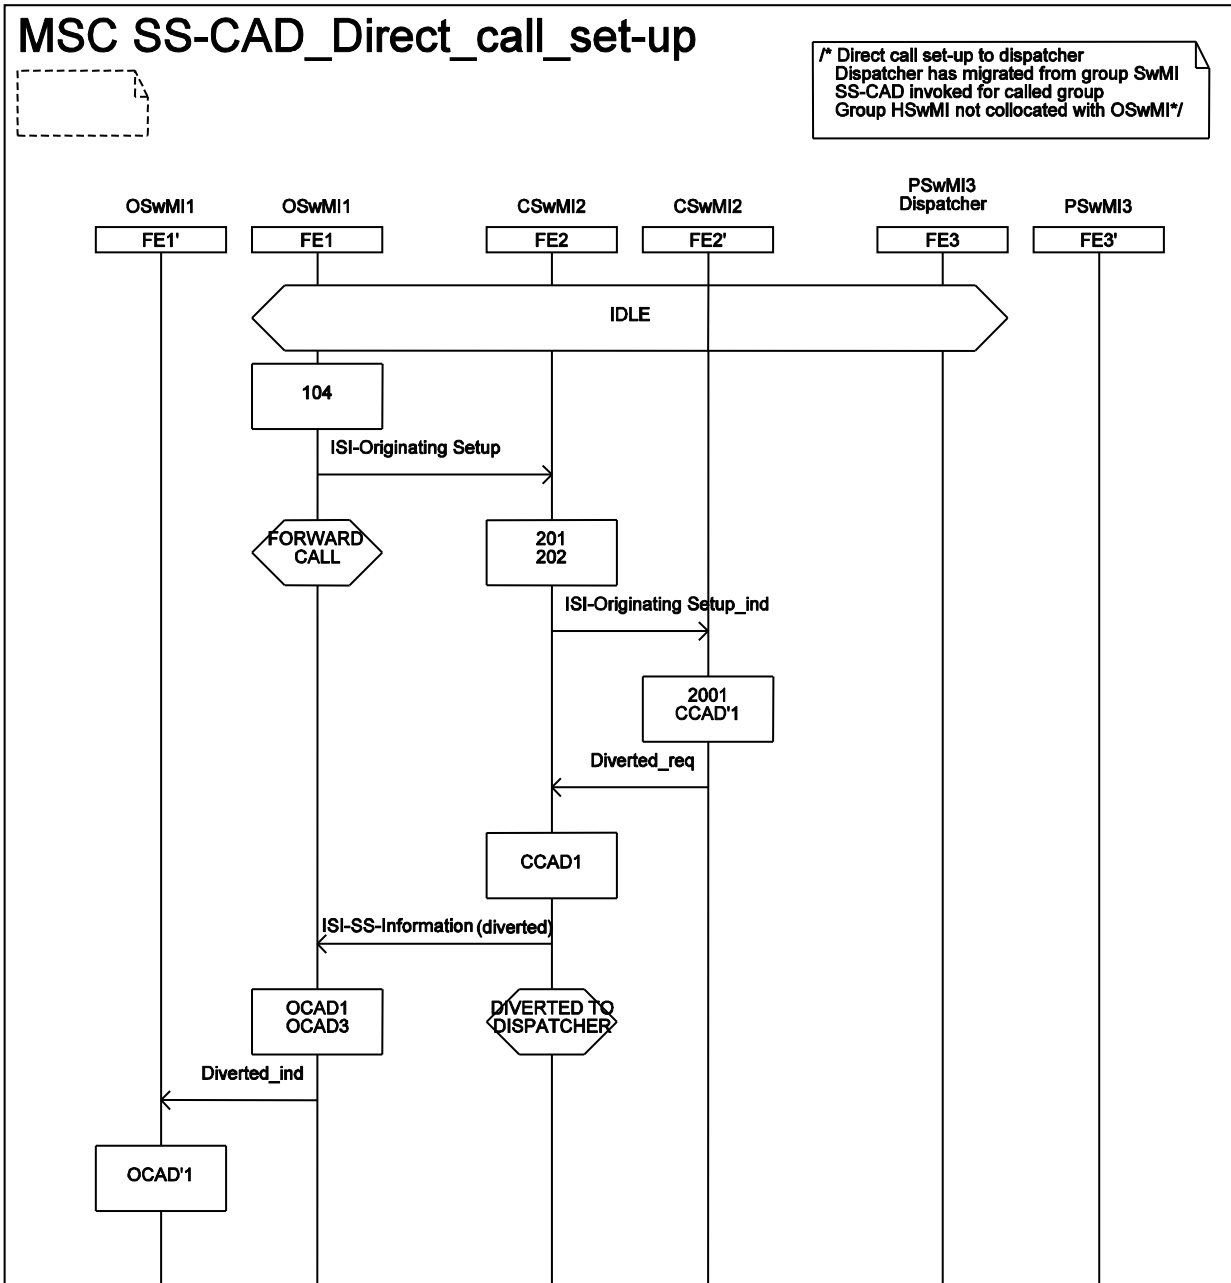 MSC SS-CAD_Direct_call_set-up
/* Direct call set-up to dispatcher
Dispatcher has migrated from group SwMI
SS-CAD invoked for called group
Group HSwMI not collocated with OSwMI*/
OSwMI1
OSwMI1
CSwMI2
CSwMI2
PSwMI3
Dispatcher
PSwMI3
FE1'
FE1
FE2
FE2'
FE3
FE3'
IDLE
104
ISI-Originating Setup
FORWARD
CALL
201
202
ISI-Originating Setup_ind
2001
CCAD'1
Diverted_req
CCAD1
ISI-SS-Information (diverted)
OCAD1
OCAD3
DIVERTED TO
DISPATCHER
Diverted_ind
OCAD'1